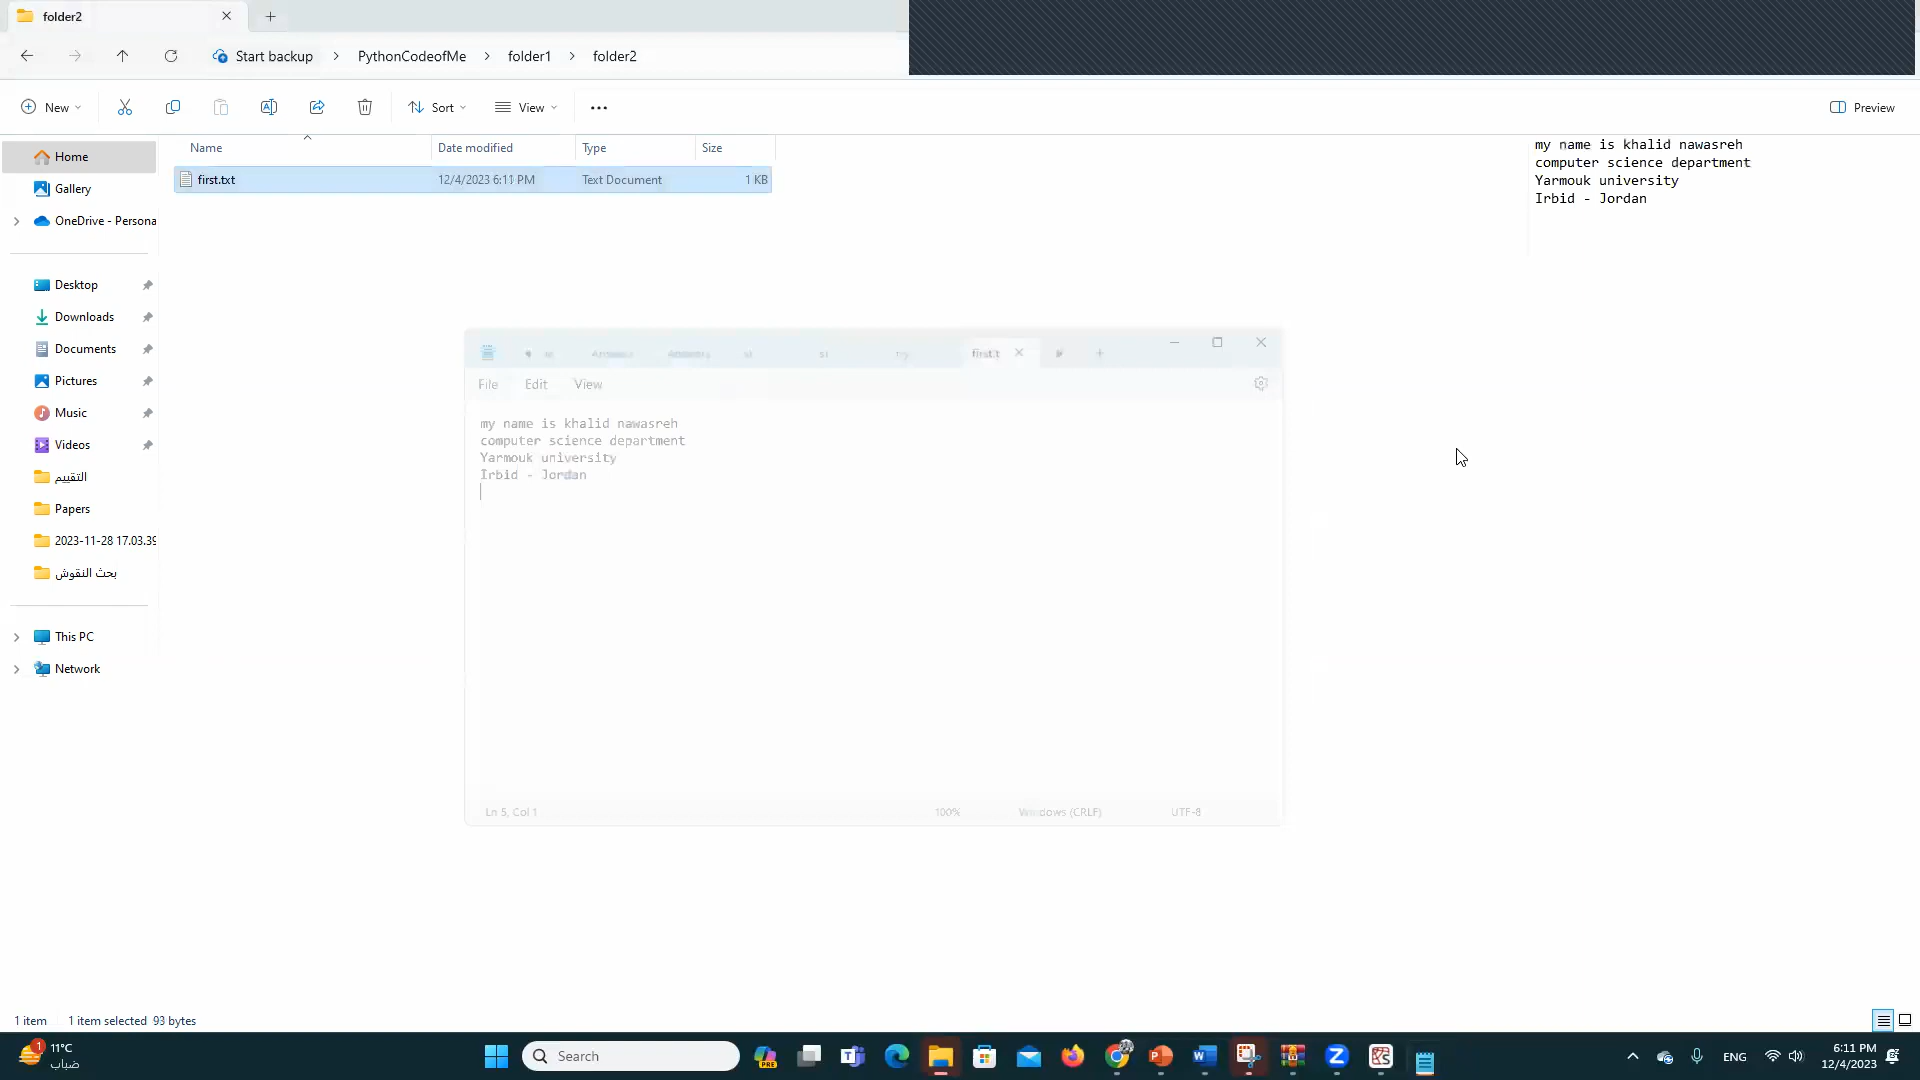 folder2
Start backup > PythonCodeofMe > folder1 > folder2
New
Sort
View
Preview
Name
Date modified
Type
Size
first.txt
12/4/2023 6:11 PM
Text Document
1 KB
Home
Gallery
OneDrive - Persona
Desktop
Downloads
Documents
Pictures
Music
Videos
التقييم
Papers
2023-11-28 17.03.39
بحث النقوش
This PC
Network
my name is khalid nawasreh
computer science department
Yarmouk university
Irbid - Jordan
first.t
File
Edit
View
my name is khalid nawasreh
computer science department
Yarmouk university
Irbid - Jordan
Ln 5, Col 1
100%
Windows (CRLF)
UTF-8
1 item
1 item selected 93 bytes
1
11°C
ضباب
Search
PRE
ENG
6:11 PM
12/4/2023